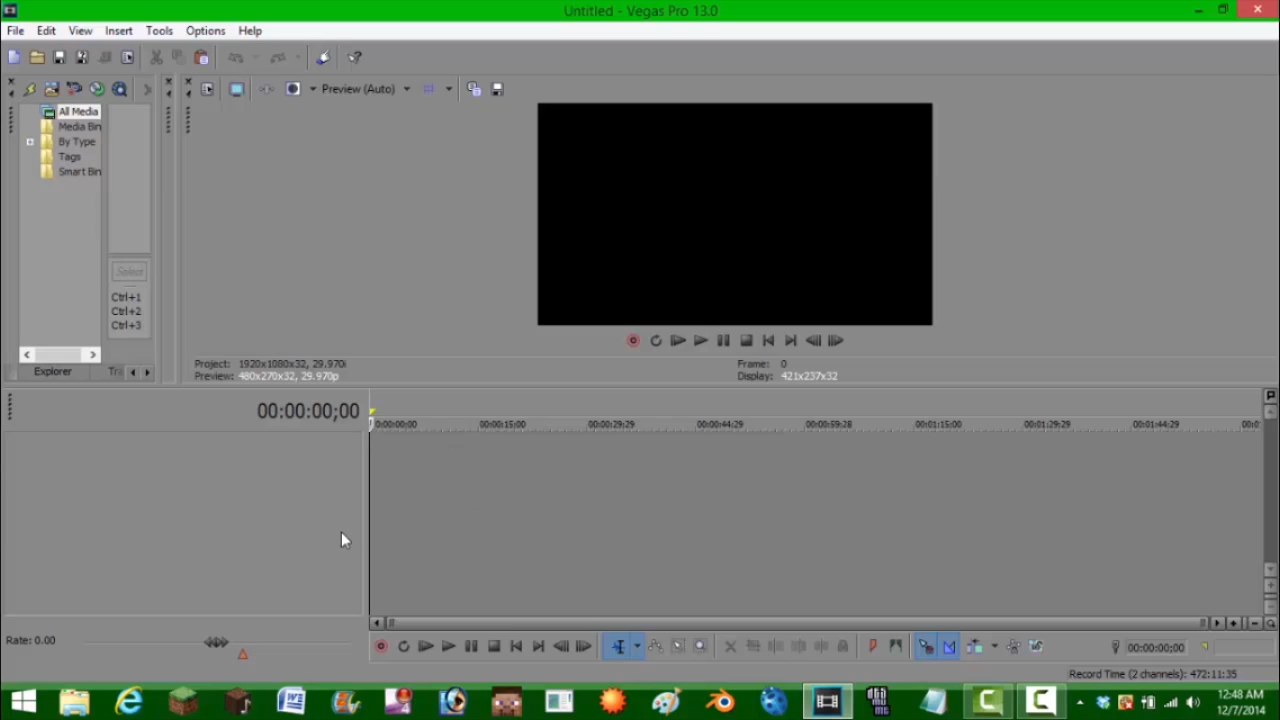 Untitled - Vegas Pro 13.0
File Edit View Insert Tools Options Help
Preview (Auto)
All Media
Media Bin
By Type
Tags
Smart Bin
Select
Ctrl+1
Ctrl+2
Ctrl+3
Explorer
Tra
Project: 1920x1080x32, 29.970i
Preview: 480x270x32, 29.970p
Frame: 0
Display: 421x237x32
00:00:00;00
0:00:00;00 00:00:15;00 00:00:29;29 00:00:44;29 00:00:59;28 00:01:15;00 00:01:29;29 00:01:44;29 00:0
Rate: 0.00
00:00:00;00
Record Time (2 channels): 472:11:35
12:48 AM
12/7/2014